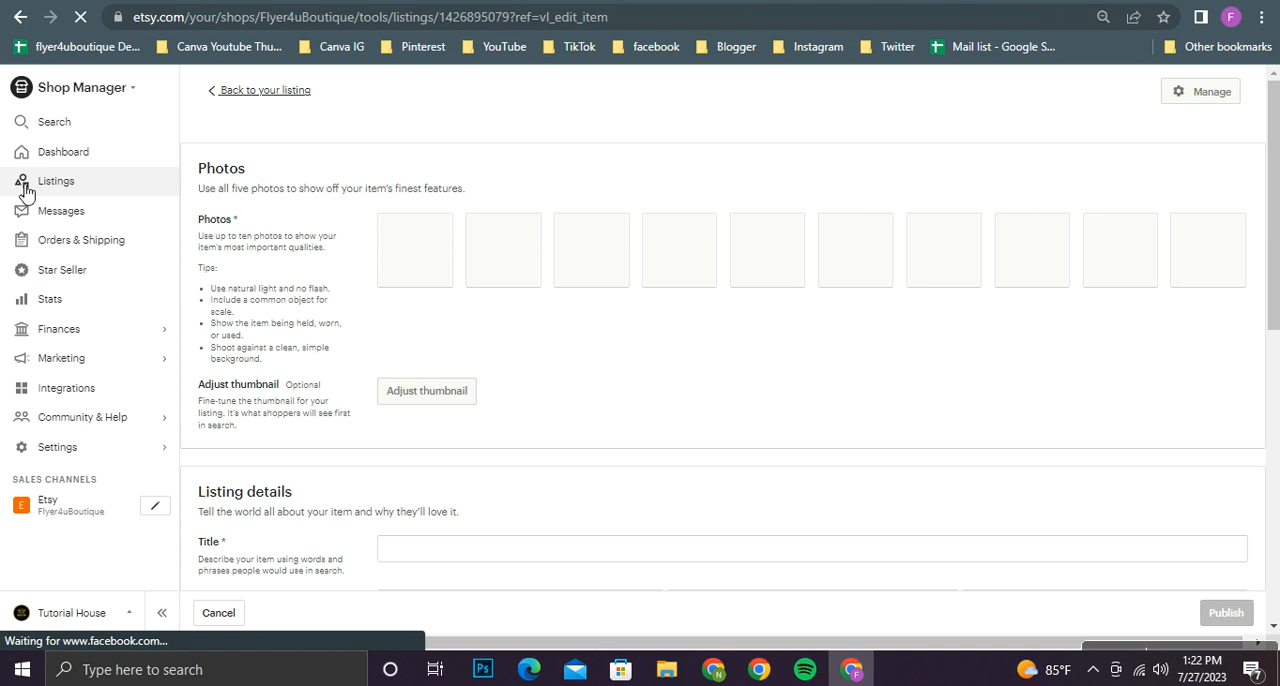 etsy.com/your/shops/Flyer4uBoutique/tools/listings/1426895079?ref=vl_edit_item
F
flyer4uboutique De...
Canva Youtube Thu...
Canva IG
Pinterest
YouTube
TikTok
facebook
Blogger
Instagram
Twitter
Mail list - Google S...
Other bookmarks
Shop Manager
Search
Dashboard
Listings
Messages
Orders & Shipping
Star Seller
Stats
Finances
Marketing
Integrations
Community & Help
Settings
SALES CHANNELS
E
Etsy
Flyer4uBoutique
Tutorial House
Back to your listing
Manage
Photos
Use all five photos to show off your item's finest features.
Photos *
Use up to ten photos to show your
item's most important qualities.
Tips:
• Use natural light and no flash.
• Include a common object for
scale.
• Show the item being held, worn,
or used.
• Shoot against a clean, simple
background.
Adjust thumbnail Optional
Fine-tune the thumbnail for your
listing. It's what shoppers will see first
in search.
Adjust thumbnail
Listing details
Tell the world all about your item and why they'll love it.
Title *
Describe your item using words and
phrases people would use in search.
Cancel
Publish
Waiting for www.facebook.com...
Type here to search
Ps
N
F
85°F
1:22 PM
7/27/2023
7